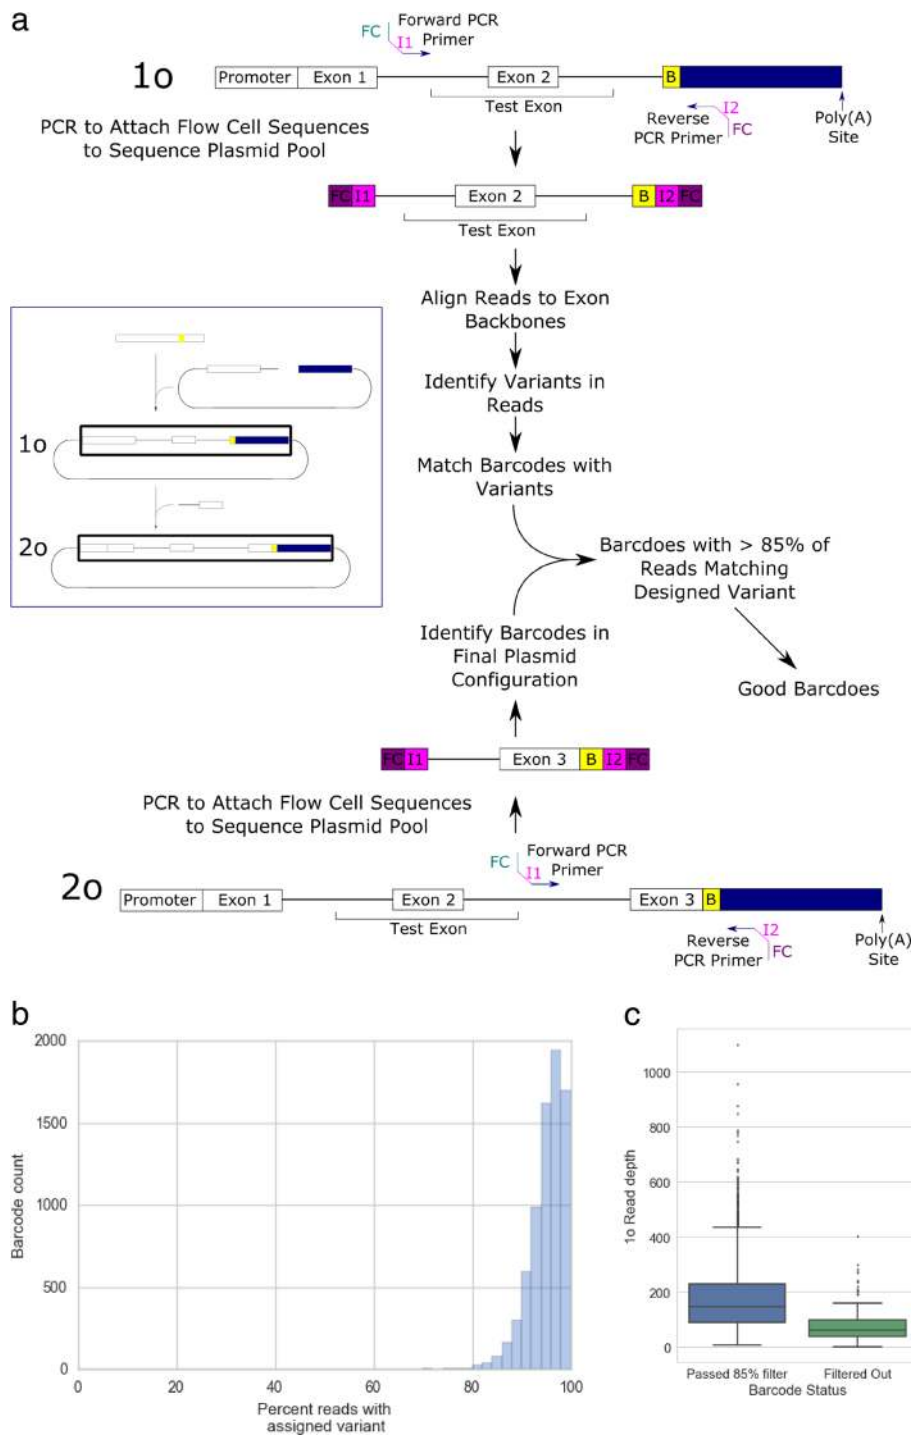 a
Forward PCR
Primer
FC
I1
1o
Promoter
Exon 1
Exon 2
B
Test Exon
I2
Reverse
PCR Primer
FC
Poly(A)
Site
PCR to Attach Flow Cell Sequences
to Sequence Plasmid Pool
FC
I1
Exon 2
B
I2
FC
Test Exon
Align Reads to Exon
Backbones
Identify Variants in
Reads
Match Barcodes with
Variants
1o
2o
Barcdoes with > 85% of
Reads Matching
Designed Variant
Identify Barcodes in
Final Plasmid
Configuration
Good Barcdoes
FC
I1
Exon 3
B
I2
FC
PCR to Attach Flow Cell Sequences
to Sequence Plasmid Pool
Forward PCR
Primer
FC
I1
2o
Promoter
Exon 1
Exon 2
Exon 3
B
Test Exon
I2
Reverse
PCR Primer
FC
Poly(A)
Site
b
2000
1500
1000
500
0
Barcode count
0
20
40
60
80
100
Percent reads with
assigned variant
c
1000
800
600
400
200
0
1o Read depth
Passed 85% filter
Filtered Out
Barcode Status